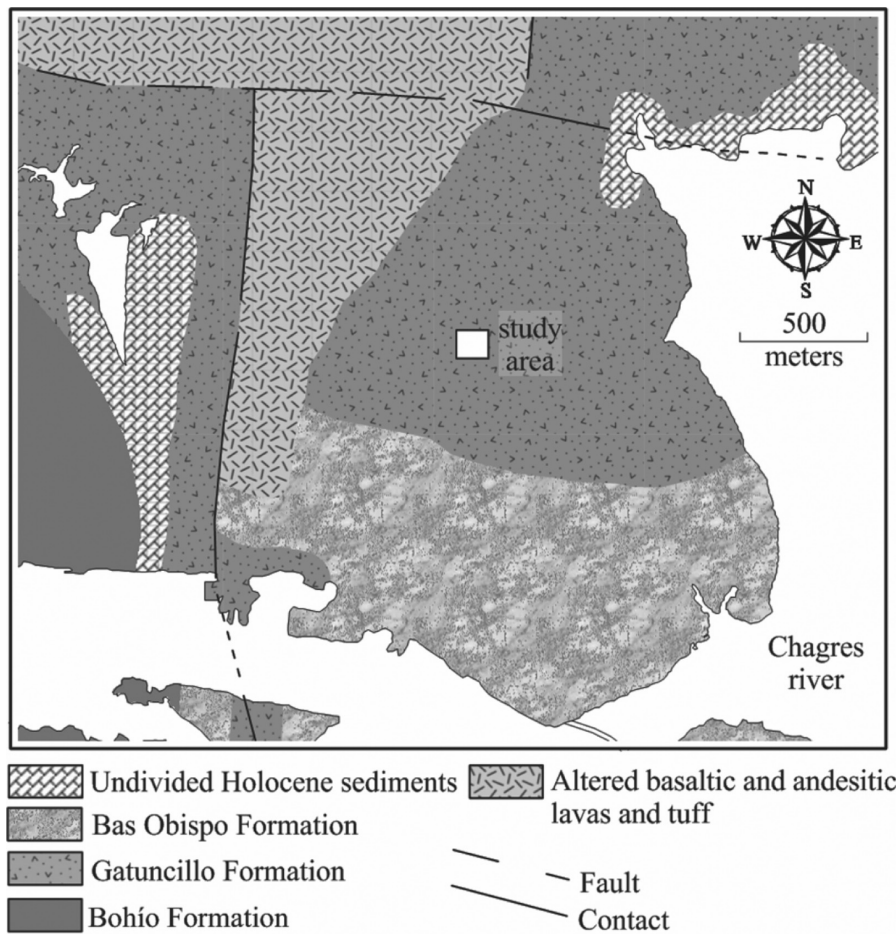 N
W E
S
500
meters
study
area
Chagres
river
Undivided Holocene sediments
Bas Obispo Formation
Gatuncillo Formation
Bohío Formation
Altered basaltic and andesitic
lavas and tuff
Fault
Contact